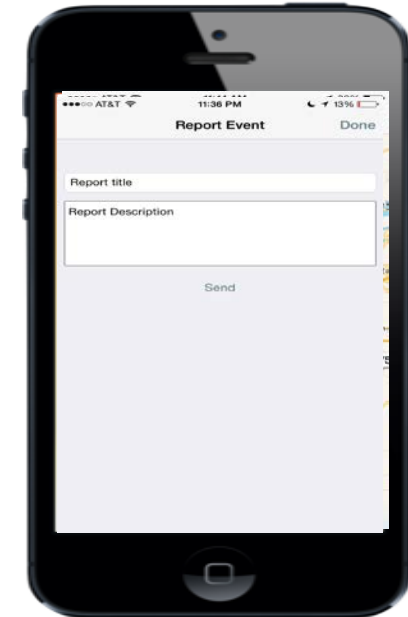 ●●●○○ AT&T 11:36 PM 13%
Report Event Done
Report title
Report Description
Send